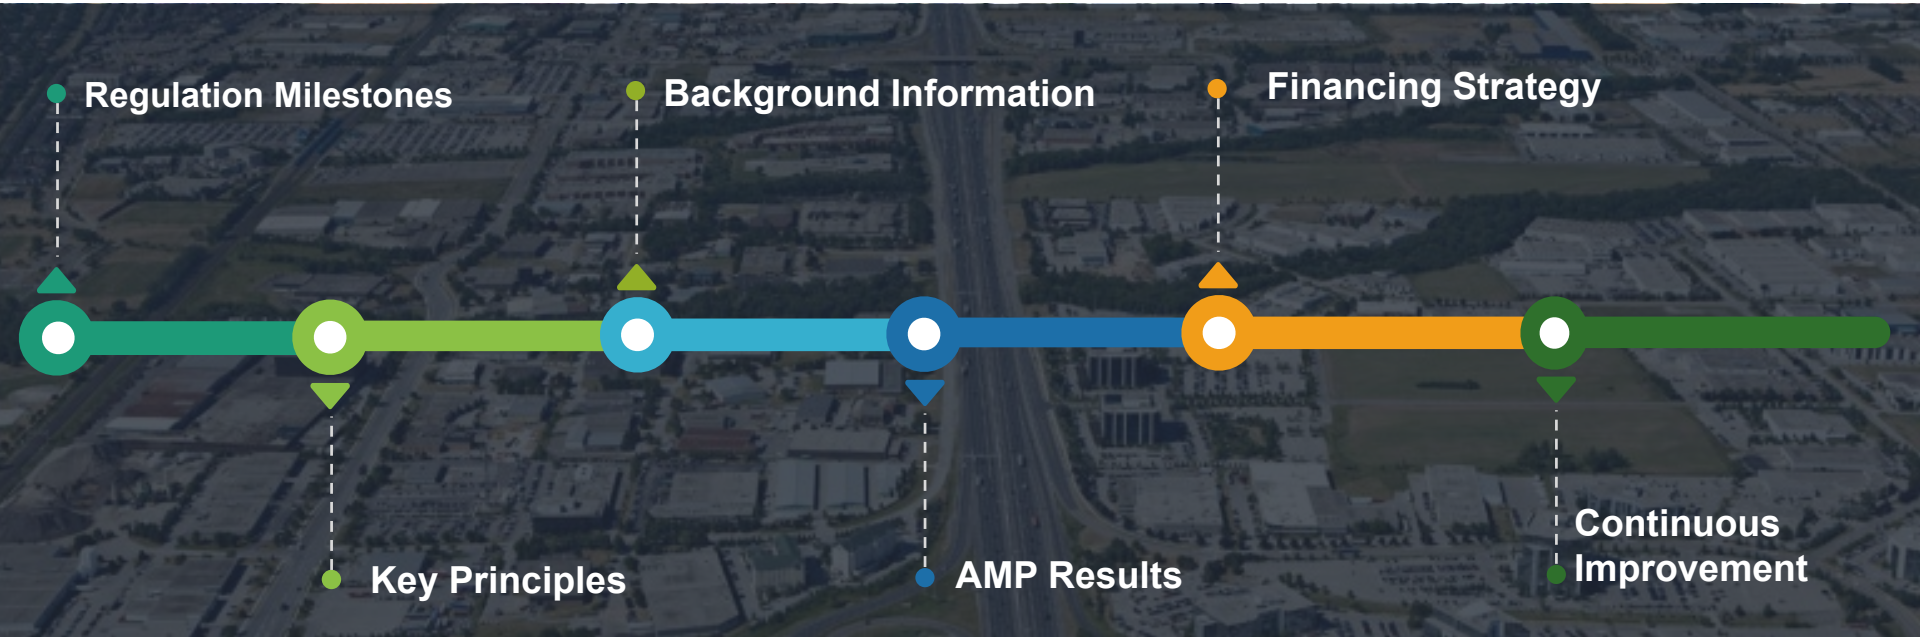 Regulation Milestones
Background Information
Financing Strategy
Key Principles
AMP Results
Continuous
Improvement